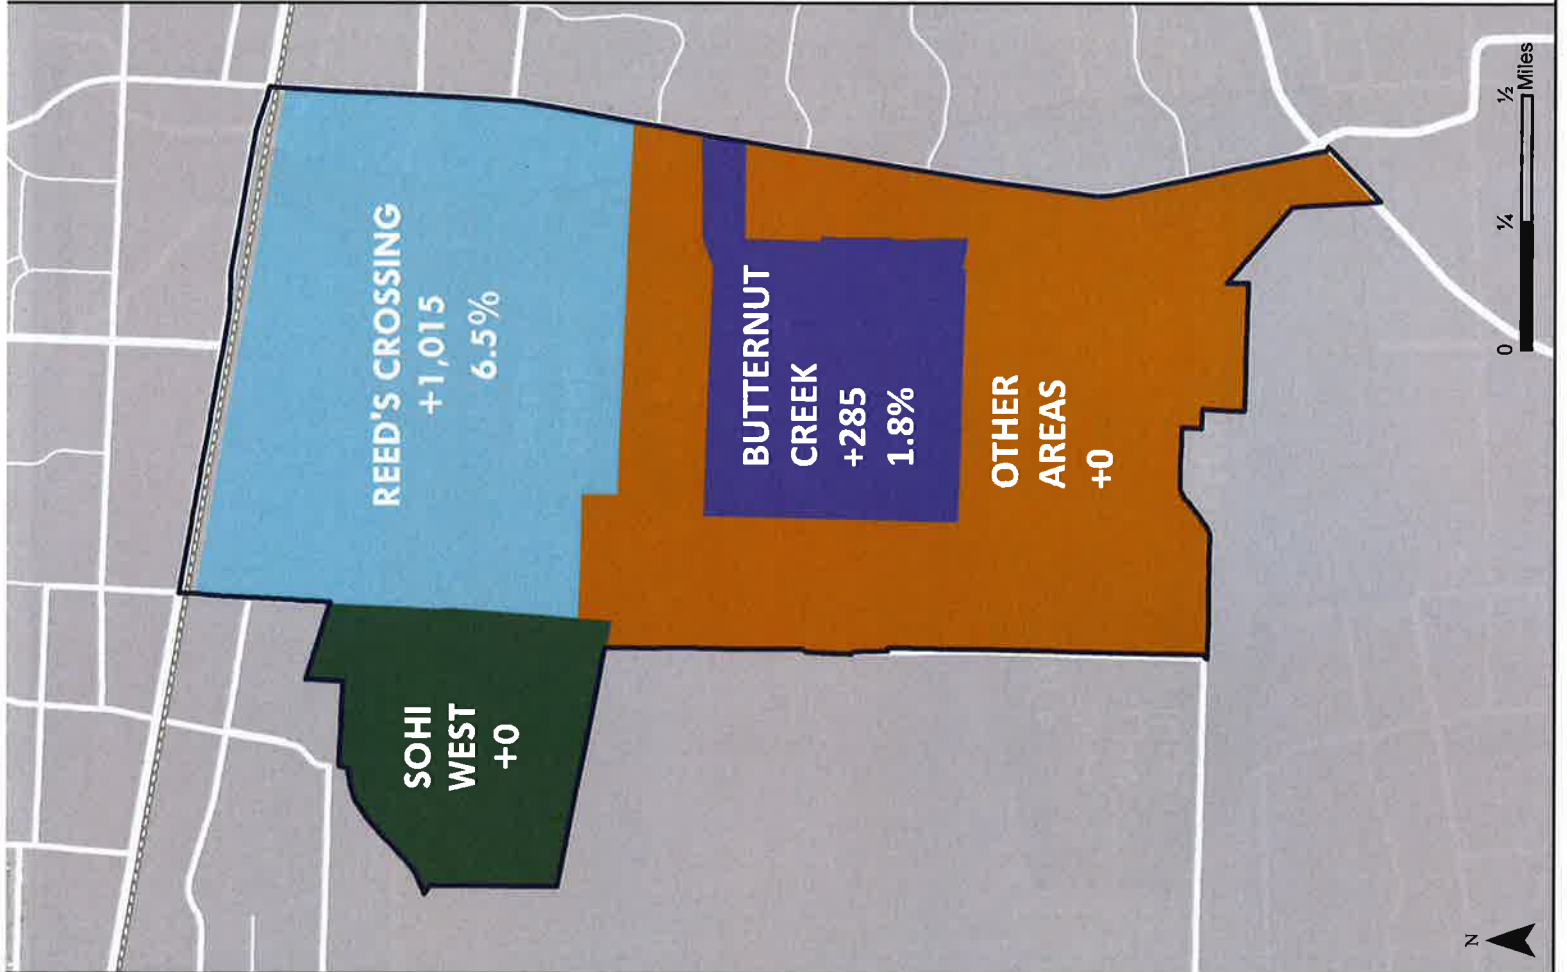 REED'S CROSSING
+1,015
6.5%
SOHI
WEST
+0
BUTTERNUT
CREEK
+285
1.8%
OTHER
AREAS
+0
N
0 ¼ ½
Miles